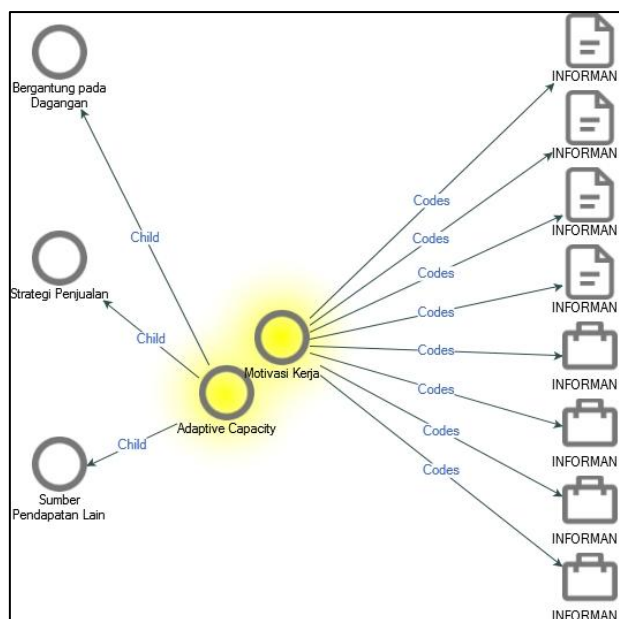 Bergantung pada
Dagangan
Child
Strategi Penjualan
Child
Adaptive Capacity
Child
Sumber
Pendapatan Lain
Motivasi Kerja
Codes
Codes
Codes
Codes
Codes
Codes
Codes
Codes
INFORMAN
INFORMAN
INFORMAN
INFORMAN
INFORMAN
INFORMAN
INFORMAN
INFORMAN